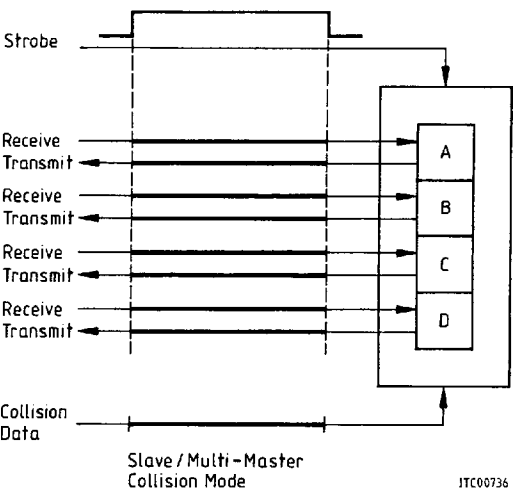 Strobe
Receive
Transmit
A
Receive
Transmit
B
Receive
Transmit
C
Receive
Transmit
D
Collision
Data
Slave / Multi-Master
Collision Mode
ITC00736